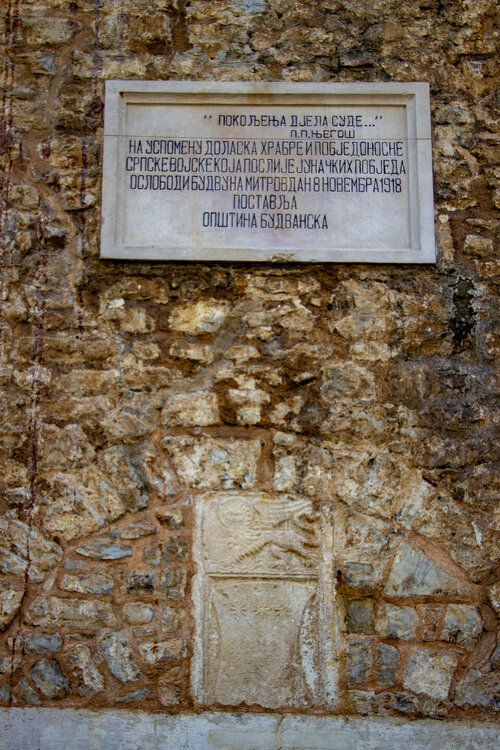 " ПОКОЉЕЊА ДЈЕЛА СУДЕ..."
П.П.ЊЕГОШ
НА УСПОМЕНУ ДОЛАСКА ХРАБРЕ И ПОБЈЕДОНОСНЕ
СРПСКЕ ВОЈСКЕ КОЈА ПОСЛИЈЕ ЈУНАЧКИХ ПОБЈЕДА
ОСЛОБОДИ БУДВУ НА МИТРОВДАН 8 НОВЕМБРА 1918
ПОСТАВЉА
ОПШТИНА БУДВАНСКА